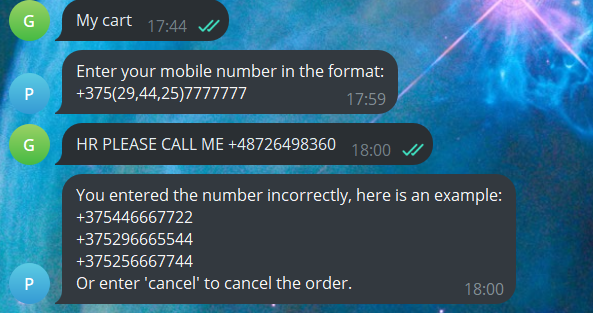 G
My cart 17:44
Enter your mobile number in the format:
+375(29,44,25)7777777
P
17:59
G
HR PLEASE CALL ME +48726498360 18:00
You entered the number incorrectly, here is an example:
+375446667722
+375296665544
+375256667744
P
Or enter 'cancel' to cancel the order.
18:00